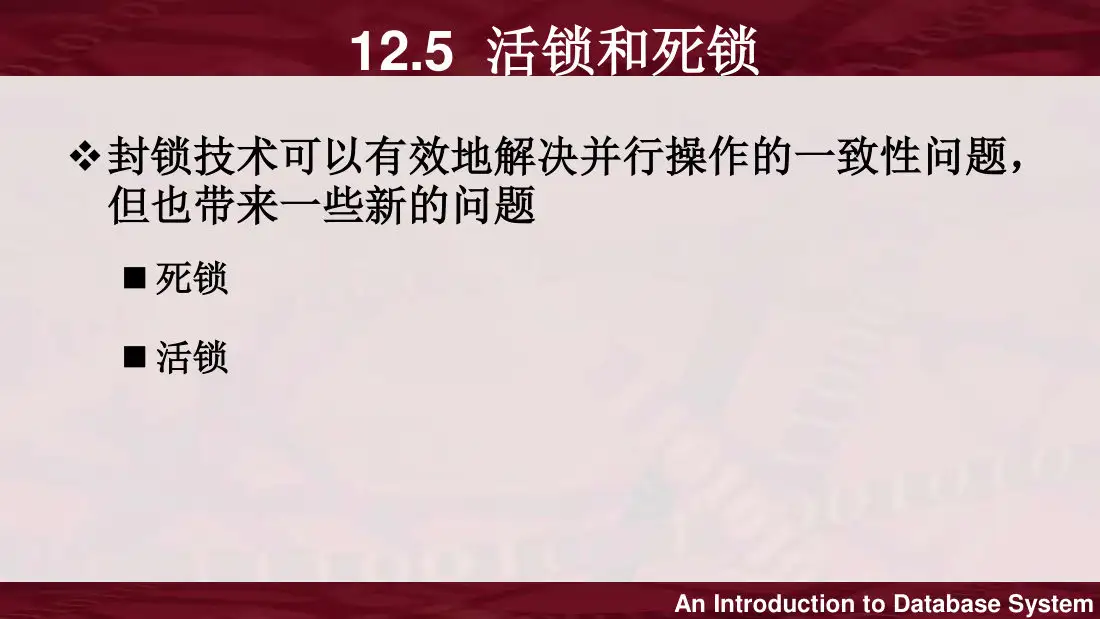 12.5 活锁和死锁
❖封锁技术可以有效地解决并行操作的一致性问题，
但也带来一些新的问题
■ 死锁
■ 活锁
An Introduction to Database System